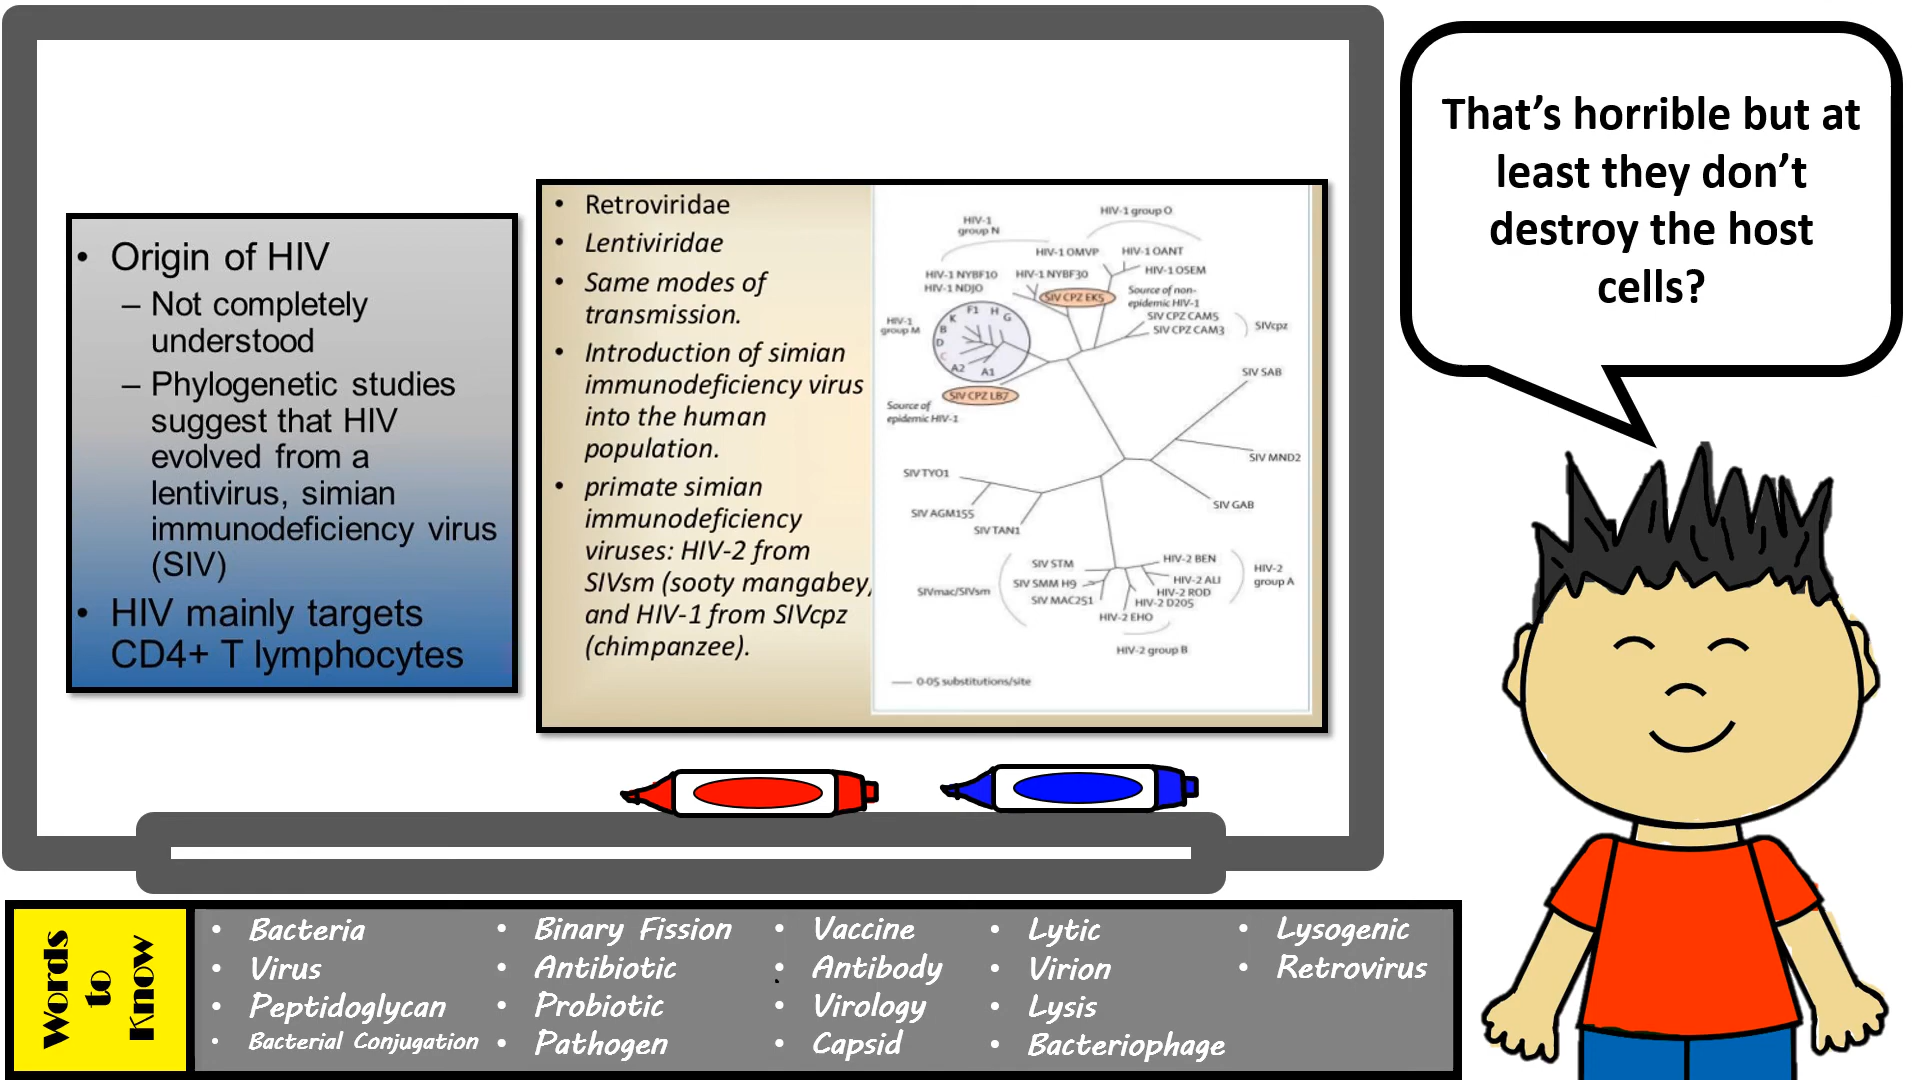 • Origin of HIV
– Not completely
understood
– Phylogenetic studies
suggest that HIV
evolved from a
lentivirus, simian
immunodeficiency virus
(SIV)
• HIV mainly targets
CD4+ T lymphocytes
• Retroviridae
• Lentiviridae
• Same modes of
transmission.
• Introduction of simian
immunodeficiency virus
into the human
population.
• primate simian
immunodeficiency
viruses: HIV-2 from
SIVsm (sooty mangabey)
and HIV-1 from SIVcpz
(chimpanzee).
HIV-1
group N
HIV-1 group O
HIV-1 OMVP
HIV-1 OANT
HIV-1 NYBF10
HIV-1 NYBF30
HIV-1 OSEM
HIV-1 NDJO
SIV CPZ EK5
Source of non-
epidemic HIV-1
HIV-1
group M
F1 H G
K
B
D
C
A2 A1
SIV CPZ CAM5
SIV CPZ CAM3
SIVcpz
SIV CPZ LB7
Source of
epidemic HIV-1
SIV SAB
SIV MND2
SIV GAB
SIV TYO1
SIV AGM155
SIV TAN1
SIV STM
SIV SMM H9
SIV MAC251
SIVmac/SIVsm
HIV-2 BEN
HIV-2 ALI
HIV-2 ROD
HIV-2 D205
HIV-2 EHO
HIV-2
group A
HIV-2 group B
0·05 substitutions/site
That’s horrible but at
least they don’t
destroy the host
cells?
Words
to
Know
• Bacteria
• Virus
• Peptidoglycan
• Bacterial Conjugation
• Binary Fission
• Antibiotic
• Probiotic
• Pathogen
• Vaccine
• Antibody
• Virology
• Capsid
• Lytic
• Virion
• Lysis
• Bacteriophage
• Lysogenic
• Retrovirus